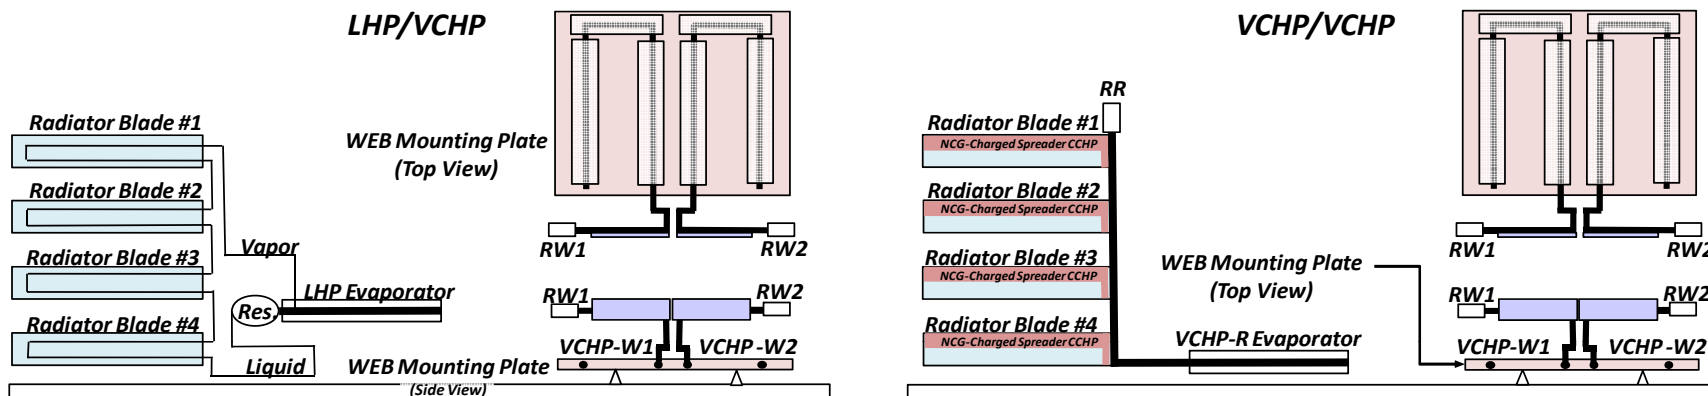 LHP/VCHP
Radiator Blade #1
WEB Mounting Plate
(Top View)
Radiator Blade #2
RW1
RW2
Vapor
Radiator Blade #3
LHP Evaporator
Res.
RW1
RW2
Radiator Blade #4
VCHP-W1
VCHP -W2
Liquid
WEB Mounting Plate
(Side View)
VCHP/VCHP
RR
Radiator Blade #1
NCG-Charged Spreader CCHP
Radiator Blade #2
NCG-Charged Spreader CCHP
RW1
RW2
Radiator Blade #3
NCG-Charged Spreader CCHP
WEB Mounting Plate
(Top View)
RW1
RW2
Radiator Blade #4
NCG-Charged Spreader CCHP
VCHP-R Evaporator
VCHP-W1
VCHP -W2